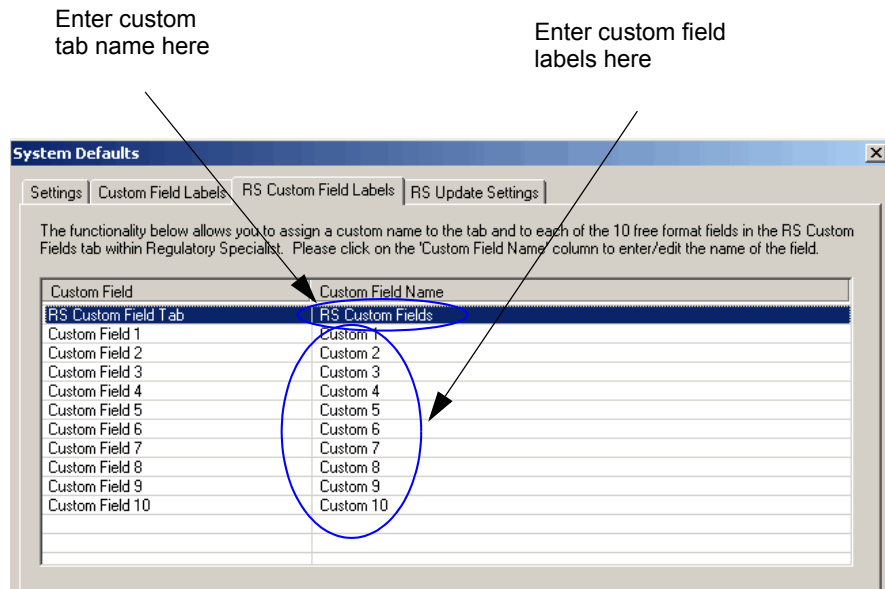 Enter custom
tab name here
Enter custom field
labels here
System Defaults
Settings Custom Field Labels RS Custom Field Labels RS Update Settings
The functionality below allows you to assign a custom name to the tab and to each of the 10 free format fields in the RS Custom
Fields tab within Regulatory Specialist. Please click on the 'Custom Field Name' column to enter/edit the name of the field.
Custom Field Custom Field Name
RS Custom Field Tab RS Custom Fields
Custom Field 1 Custom 1
Custom Field 2 Custom 2
Custom Field 3 Custom 3
Custom Field 4 Custom 4
Custom Field 5 Custom 5
Custom Field 6 Custom 6
Custom Field 7 Custom 7
Custom Field 8 Custom 8
Custom Field 9 Custom 9
Custom Field 10 Custom 10